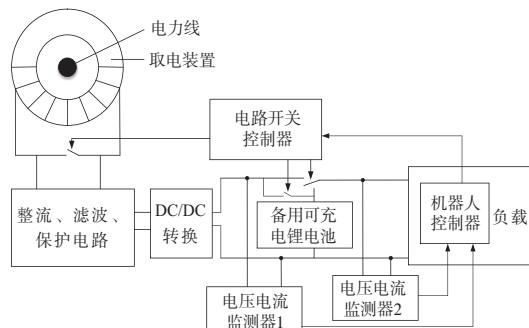 电力线
取电装置
电路开关
控制器
整流、滤波、
保护电路
DC/DC
转换
备用可充
电锂电池
机器人
控制器
负载
电压电流
监测器1
电压电流
监测器2